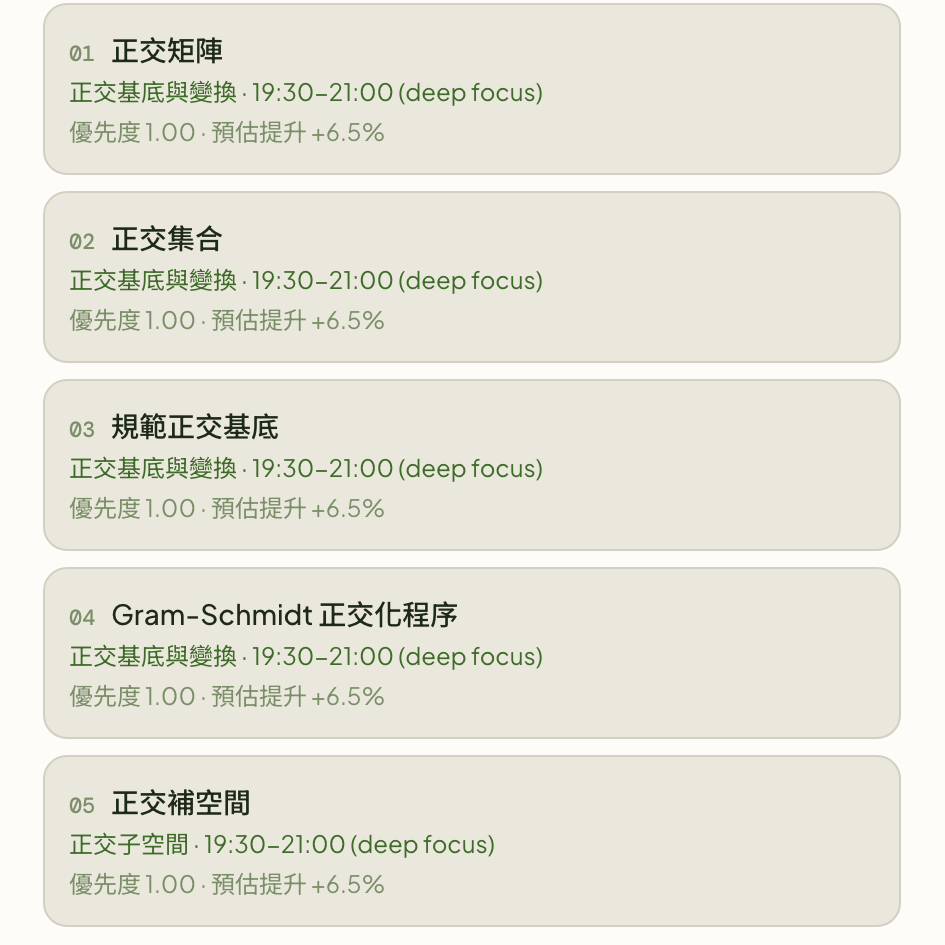 01 正交矩陣
正交基底與變換 · 19:30–21:00 (deep focus)
優先度 1.00 · 預估提升 +6.5%
02 正交集合
正交基底與變換 · 19:30–21:00 (deep focus)
優先度 1.00 · 預估提升 +6.5%
03 規範正交基底
正交基底與變換 · 19:30–21:00 (deep focus)
優先度 1.00 · 預估提升 +6.5%
04 Gram-Schmidt 正交化程序
正交基底與變換 · 19:30–21:00 (deep focus)
優先度 1.00 · 預估提升 +6.5%
05 正交補空間
正交子空間 · 19:30–21:00 (deep focus)
優先度 1.00 · 預估提升 +6.5%